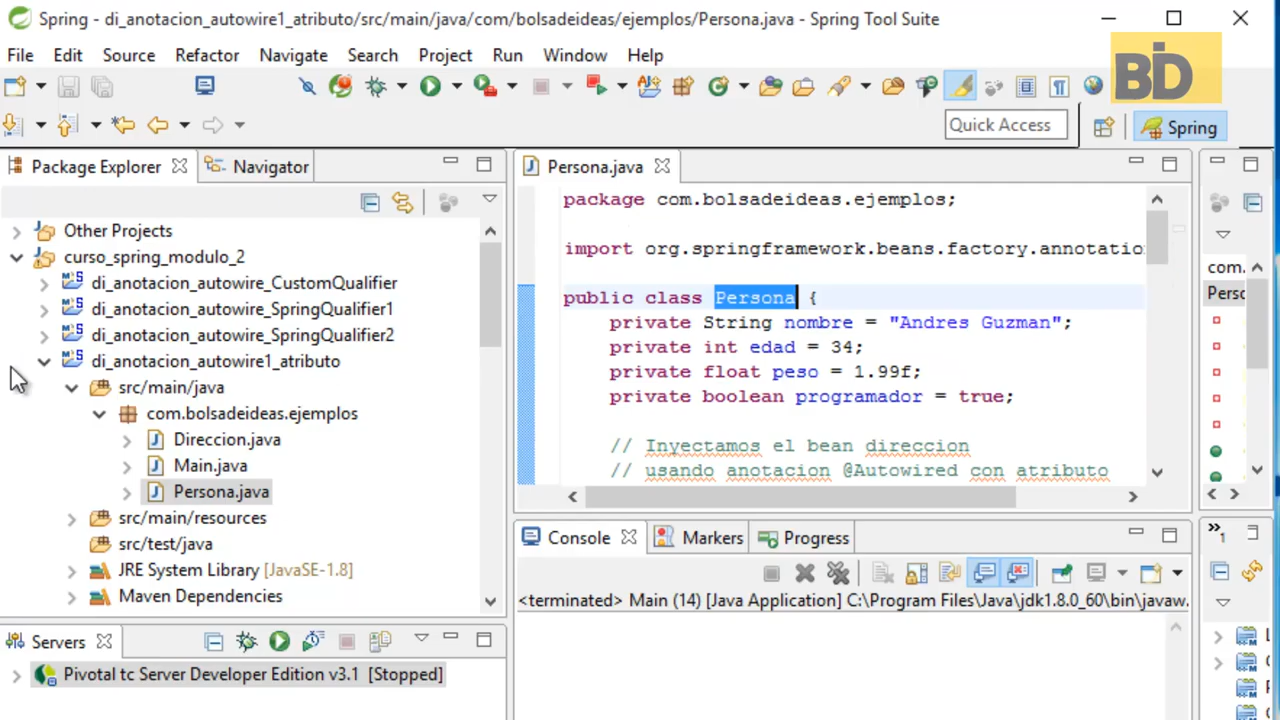 Spring - di_anotacion_autowire1_atributo/src/main/java/com/bolsadeideas/ejemplos/Persona.java - Spring Tool Suite
File Edit Source Refactor Navigate Search Project Run Window Help
BD
Quick Access
Spring
Package Explorer
Navigator
Other Projects
curso_spring_modulo_2
di_anotacion_autowire_CustomQualifier
di_anotacion_autowire_SpringQualifier1
di_anotacion_autowire_SpringQualifier2
di_anotacion_autowire1_atributo
src/main/java
com.bolsadeideas.ejemplos
Direccion.java
Main.java
Persona.java
src/main/resources
src/test/java
JRE System Library [JavaSE-1.8]
Maven Dependencies
Servers
Pivotal tc Server Developer Edition v3.1 [Stopped]
Persona.java
package com.bolsadeideas.ejemplos;
import org.springframework.beans.factory.annotatio
public class Persona {
private String nombre = "Andres Guzman";
private int edad = 34;
private float peso = 1.99f;
private boolean programador = true;
// Inyectamos el bean direccion
// usando anotacion @Autowired con atributo
Console
Markers
Progress
<terminated> Main (14) [Java Application] C:\Program Files\Java\jdk1.8.0_60\bin\javaw.
com.
Persc
»1